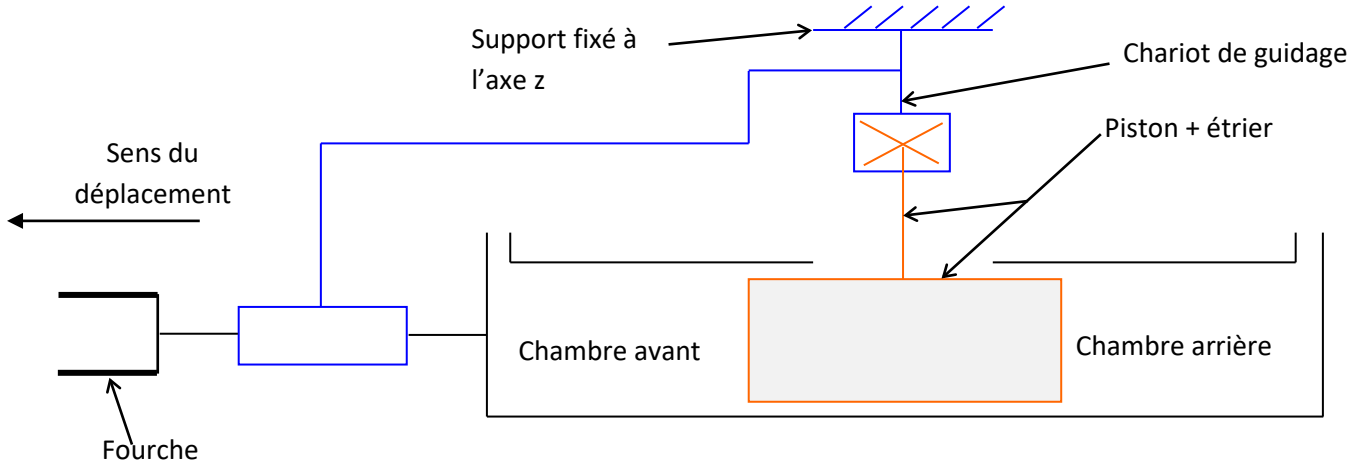 Support fixé à
l’axe z
Chariot de guidage
Piston + étrier
Sens du
déplacement
Chambre avant
Chambre arrière
Fourche